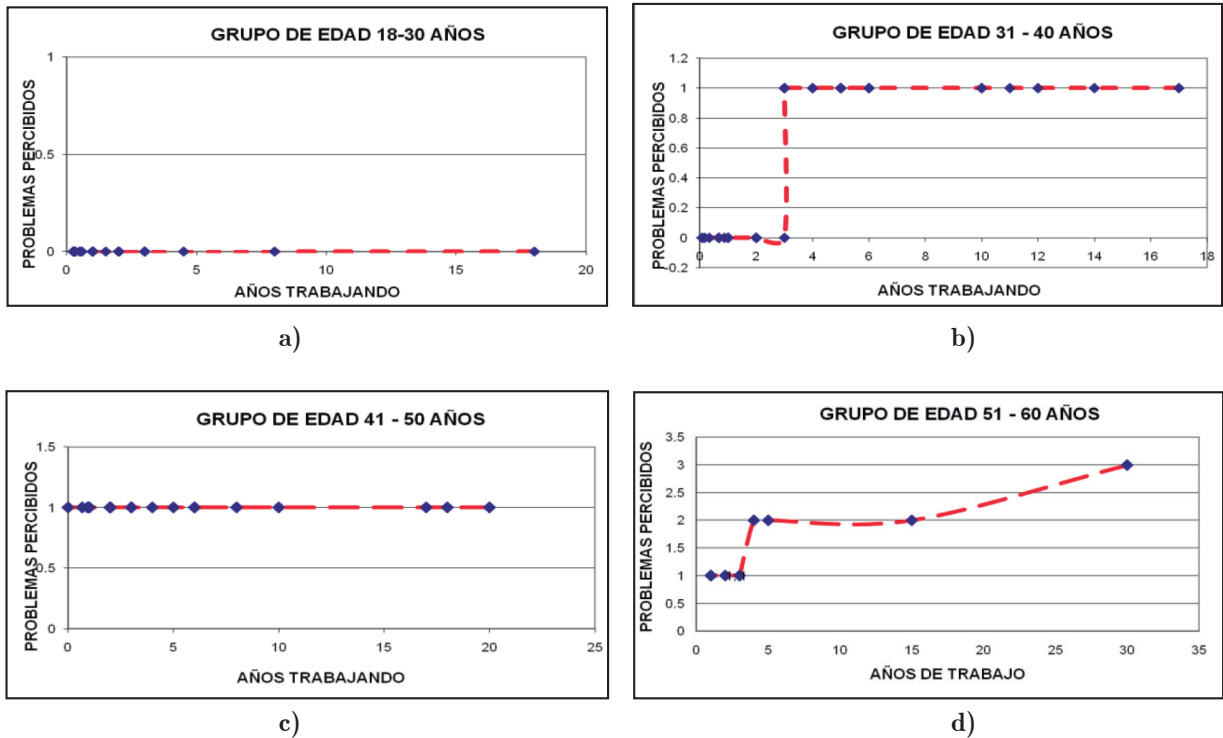 GRUPO DE EDAD 18-30 AÑOS
PROBLEMAS PERCIBIDOS
1
0.5
0
0 5 10 15 20
AÑOS TRABAJANDO
a)
GRUPO DE EDAD 31 - 40 AÑOS
PROBLEMAS PERCIBIDOS
1.2
1
0.8
0.6
0.4
0.2
0
-0.2
0 2 4 6 8 10 12 14 16 18
AÑOS TRABAJANDO
b)
GRUPO DE EDAD 41 - 50 AÑOS
PROBLEMAS PERCIBIDOS
1.5
1
0.5
0
0 5 10 15 20 25
AÑOS TRABAJANDO
c)
GRUPO DE EDAD 51 - 60 AÑOS
PROBLEMAS PERCIBIDOS
3.5
3
2.5
2
1.5
1
0.5
0
0 5 10 15 20 25 30 35
AÑOS DE TRABAJO
d)